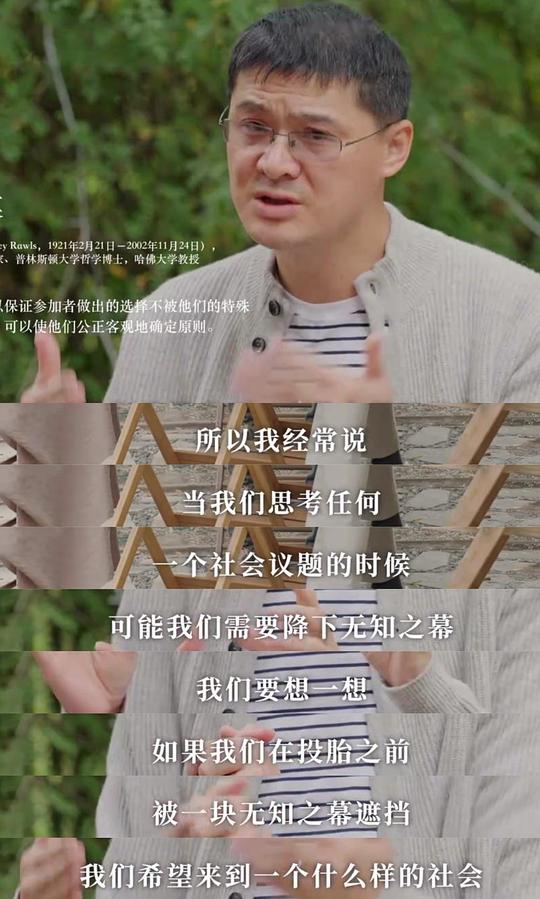 ey Rawls，1921年2月21日－2002年11月24日），
家、普林斯顿大学哲学博士，哈佛大学教授
以保证参加者做出的选择不被他们的特殊
可以使他们公正客观地确定原则。
所以我经常说
当我们思考任何
一个社会议题的时候
可能我们需要降下无知之幕
我们要想一想
如果我们在投胎之前
被一块无知之幕遮挡
我们希望来到一个什么样的社会